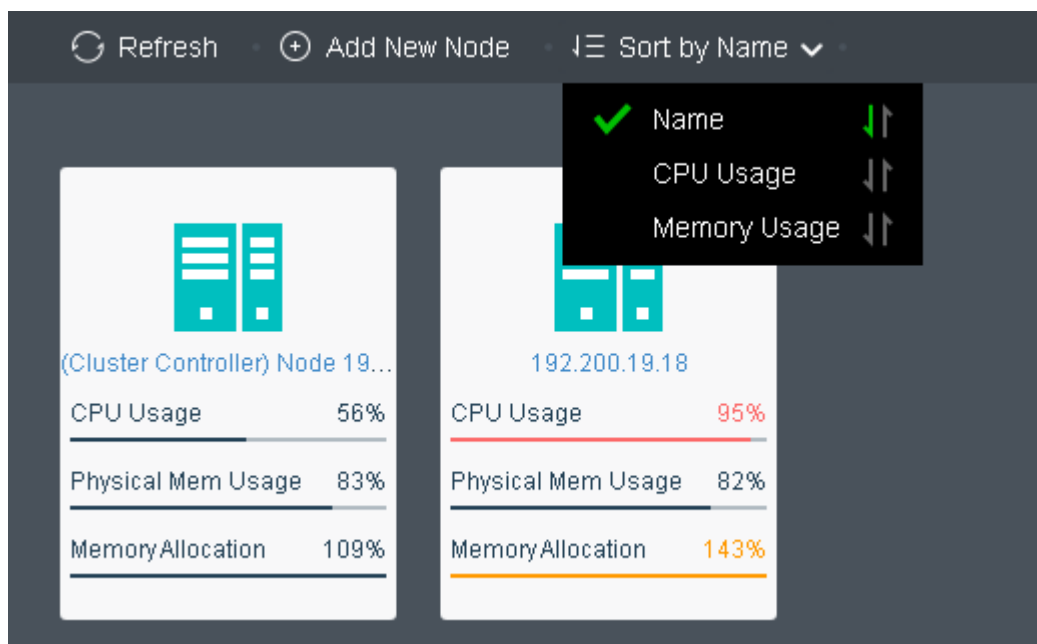 Refresh
Add New Node
Sort by Name
Name
CPU Usage
Memory Usage
(Cluster Controller) Node 19...
CPU Usage 56%
Physical Mem Usage 83%
Memory Allocation 109%
192.200.19.18
CPU Usage 95%
Physical Mem Usage 82%
Memory Allocation 143%